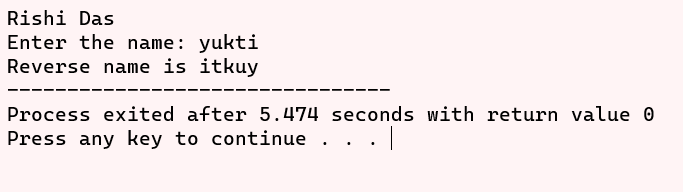 Rishi Das
Enter the name: yukti
Reverse name is itkuy
--------------------------------
Process exited after 5.474 seconds with return value 0
Press any key to continue . . .